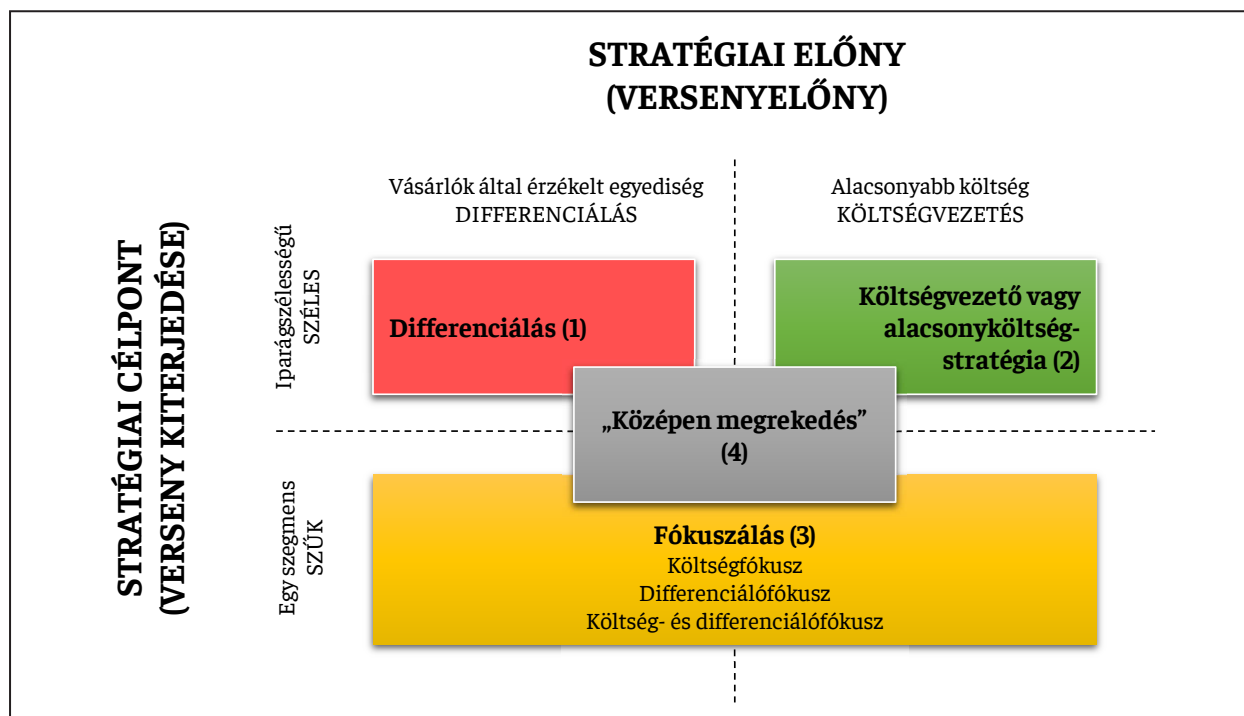 STRATÉGIAI ELŐNY
(VERSENYELŐNY)
Vásárlók által érzékelt egyediség
DIFFERENCIÁLÁS
Alacsonyabb költség
KÖLTSÉGVEZETÉS
STRATÉGIAI CÉLPONT
(VERSENY KITERJEDÉSE)
Iparágszélességű
SZÉLES
Differenciálás (1)
Költségvezető vagy
alacsonyköltség-
stratégia (2)
„Középen megrekedés”
(4)
Egy szegmens
SZŰK
Fókuszálás (3)
Költségfókusz
Differenciálófókusz
Költség- és differenciálófókusz